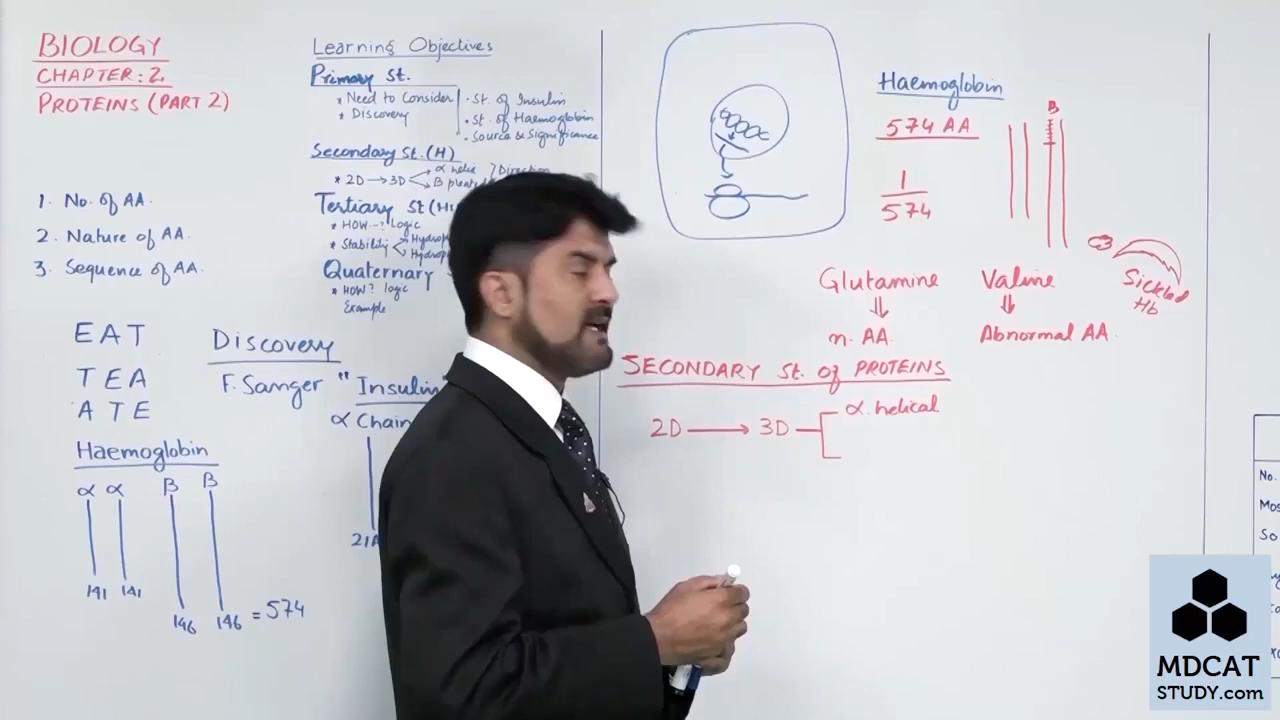 BIOLOGY
CHAPTER: 2.
PROTEINS (PART 2)
1. No. of AA.
2. Nature of AA.
3. Sequence of AA.
EAT
TEA
ATE
Haemoglobin
α α β β
141 141 146 146 = 574
Learning Objectives
Primary St.
* Need to Consider
* Discovery
· St. of Insulin
· St. of Haemoglobin
· Source & Significance
Secondary St. (H)
* 2D → 3D
α helix
β pleated
Direction
Tertiary St (H
* HOW - ? Logic
* Stability
Quaternary
* HOW? logic
Example
Discovery
F. Sanger " Insulin
α Chain
21A
Haemoglobin
574 AA
1
574
B
Glutamine Valine
⇓ ⇓
n. AA. Abnormal AA.
Sickled
Hb
SECONDARY St. of PROTEINS
2D → 3D
α. helical
No.
Mos
So
MDCAT
STUDY.com